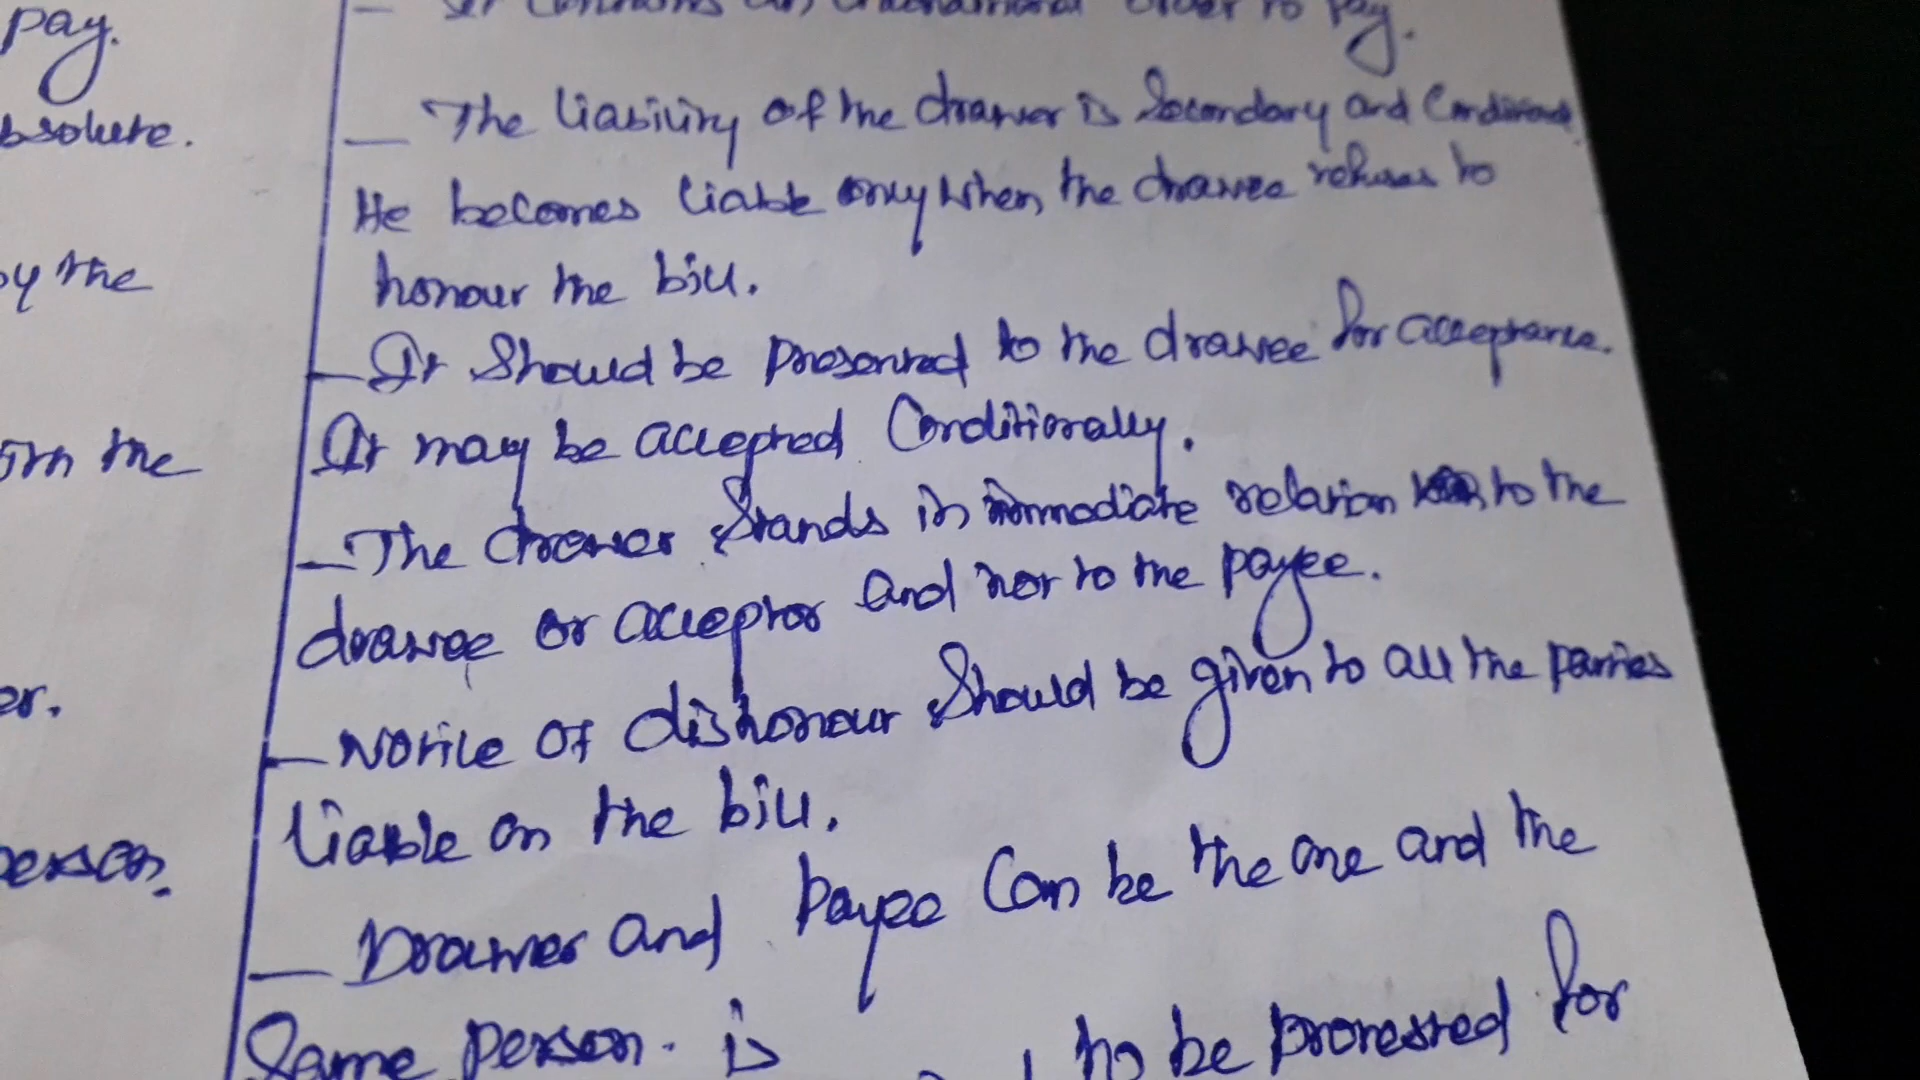 pay.
bsolute.
by the
the
er.
person.
order to pay.
— The liability of the drawer is Secondary and Conditional
He becomes liable only when the drawee refuses to
honour the bill.
— It Should be Presented to the drawee for acceptance.
It may be accepted Conditionally.
— The drawer Stands in immediate relation to the
drawee or acceptor and not to the payee.
— Notice of dishonour Should be given to all the parties
liable on the bill.
— Drawer and Payee Can be the one and the
Same person. is to be protested for